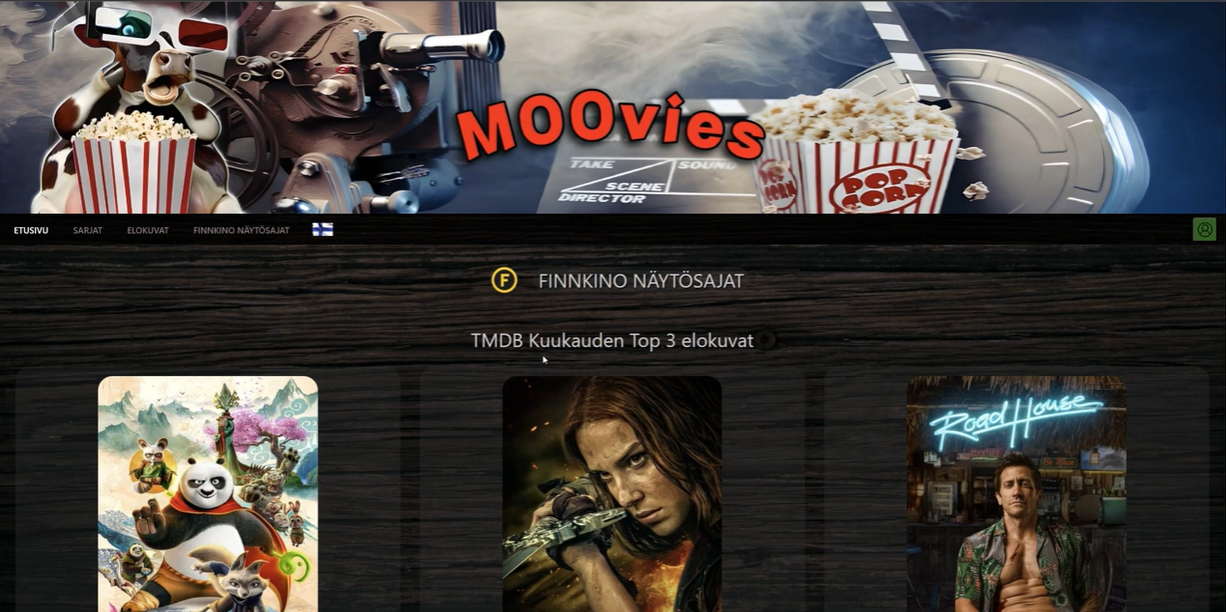 MOOvies
TAKE SOUND
SCENE
DIRECTOR
POP CORN
POP
CORN
ETUSIVU SARJAT ELOKUVAT FINNKINO NÄYTÖSAJAT
F FINNKINO NÄYTÖSAJAT
TMDB Kuukauden Top 3 elokuvat
Road House